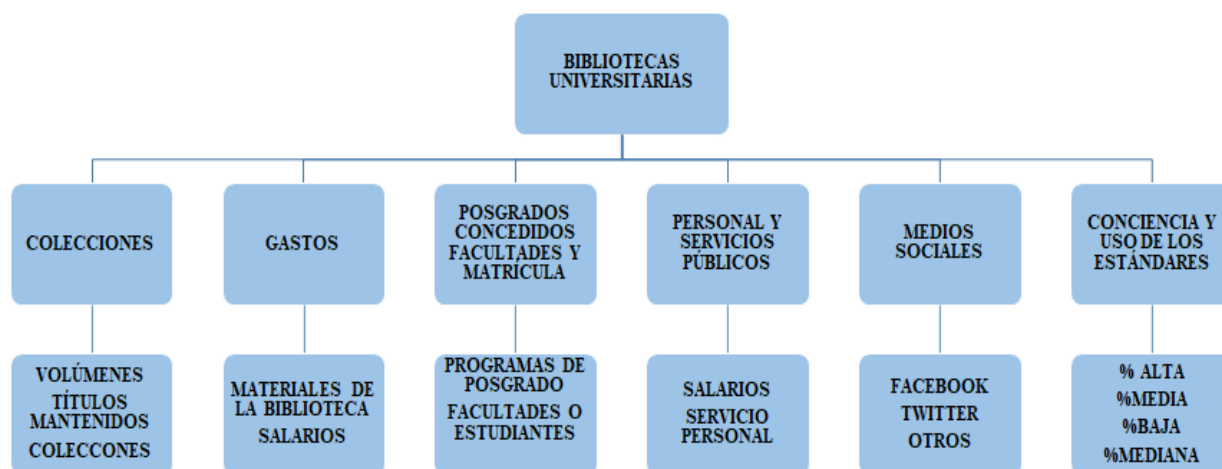 BIBLIOTECAS
UNIVERSITARIAS
COLECCIONES
GASTOS
POSGRADOS
CONCEDIDOS
FACULTADES Y
MATRÍCULA
PERSONAL Y
SERVICIOS
PÚBLICOS
MEDIOS
SOCIALES
CONCIENCIA Y
USO DE LOS
ESTÁNDARES
VOLÚMENES
TÍTULOS
MANTENIDOS
COLECCONES
MATERIALES DE
LA BIBLIOTECA
SALARIOS
PROGRAMAS DE
POSGRADO
FACULTADES O
ESTUDIANTES
SALARIOS
SERVICIO
PERSONAL
FACEBOOK
TWITTER
OTROS
% ALTA
%MEDIA
%BAJA
%MEDIANA